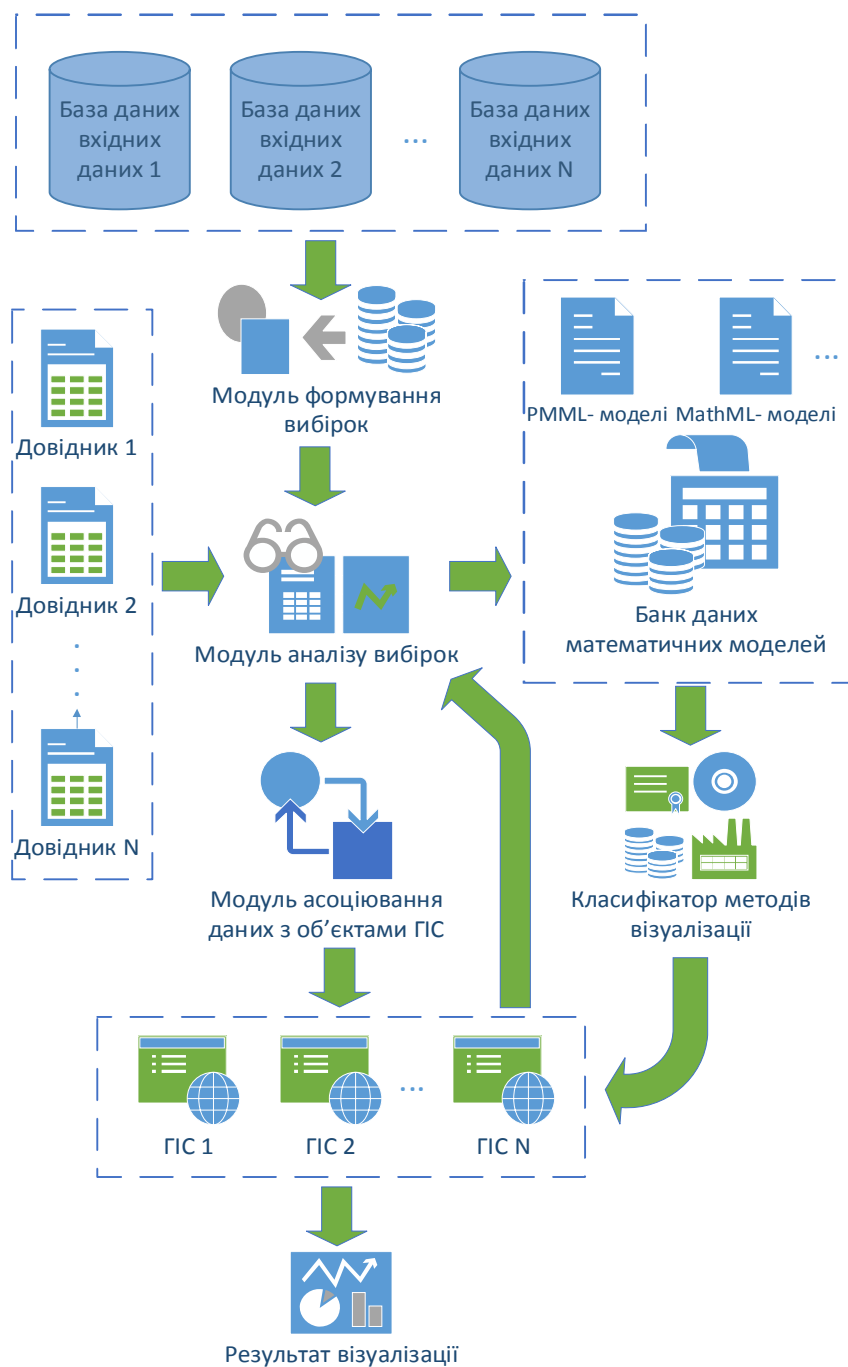 База даних
вхідних
даних 1
База даних
вхідних
даних 2
...
База даних
вхідних
даних N
Модуль формування
вибірок
Довідник 1
Довідник 2
...
Довідник N
PMML- моделі
MathML- моделі
...
Банк даних
математичних моделей
Модуль аналізу вибірок
Модуль асоціювання
даних з об’єктами ГІС
Класифікатор методів
візуалізації
ГІС 1
ГІС 2
...
ГІС N
Результат візуалізації